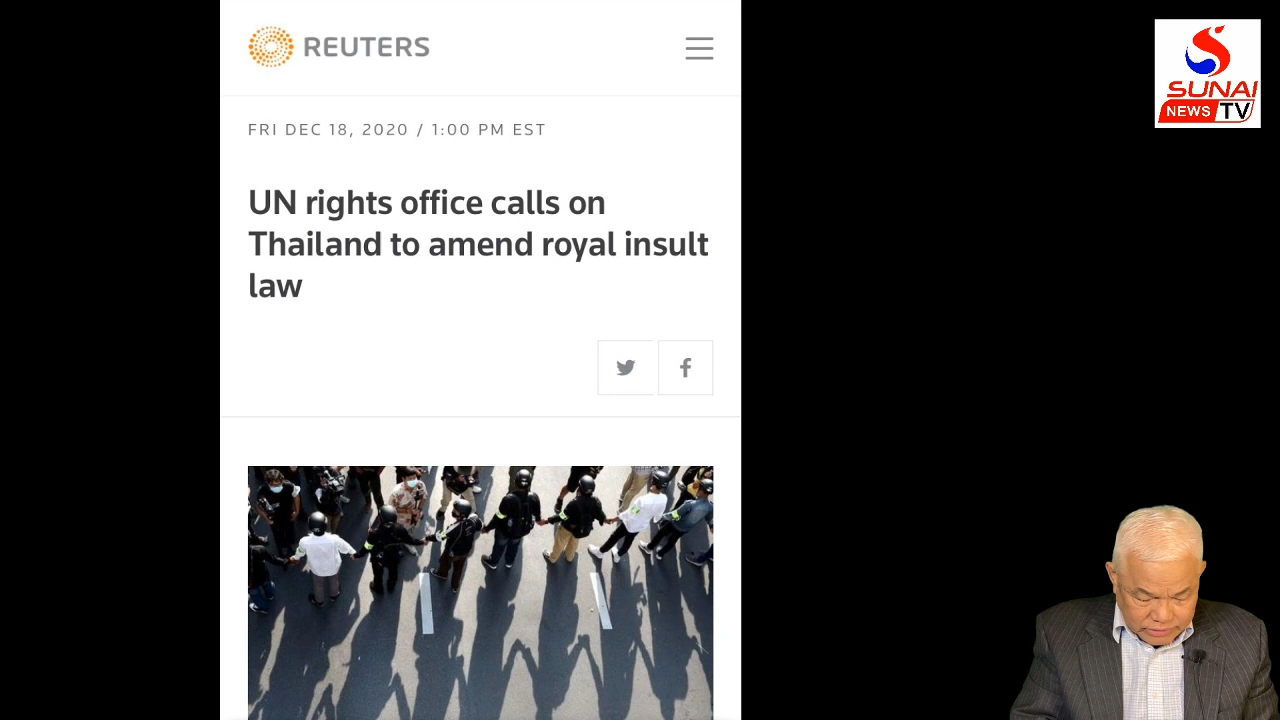 REUTERS
FRI DEC 18, 2020 / 1:00 PM EST
UN rights office calls on
Thailand to amend royal insult
law
SUNAI
NEWS TV